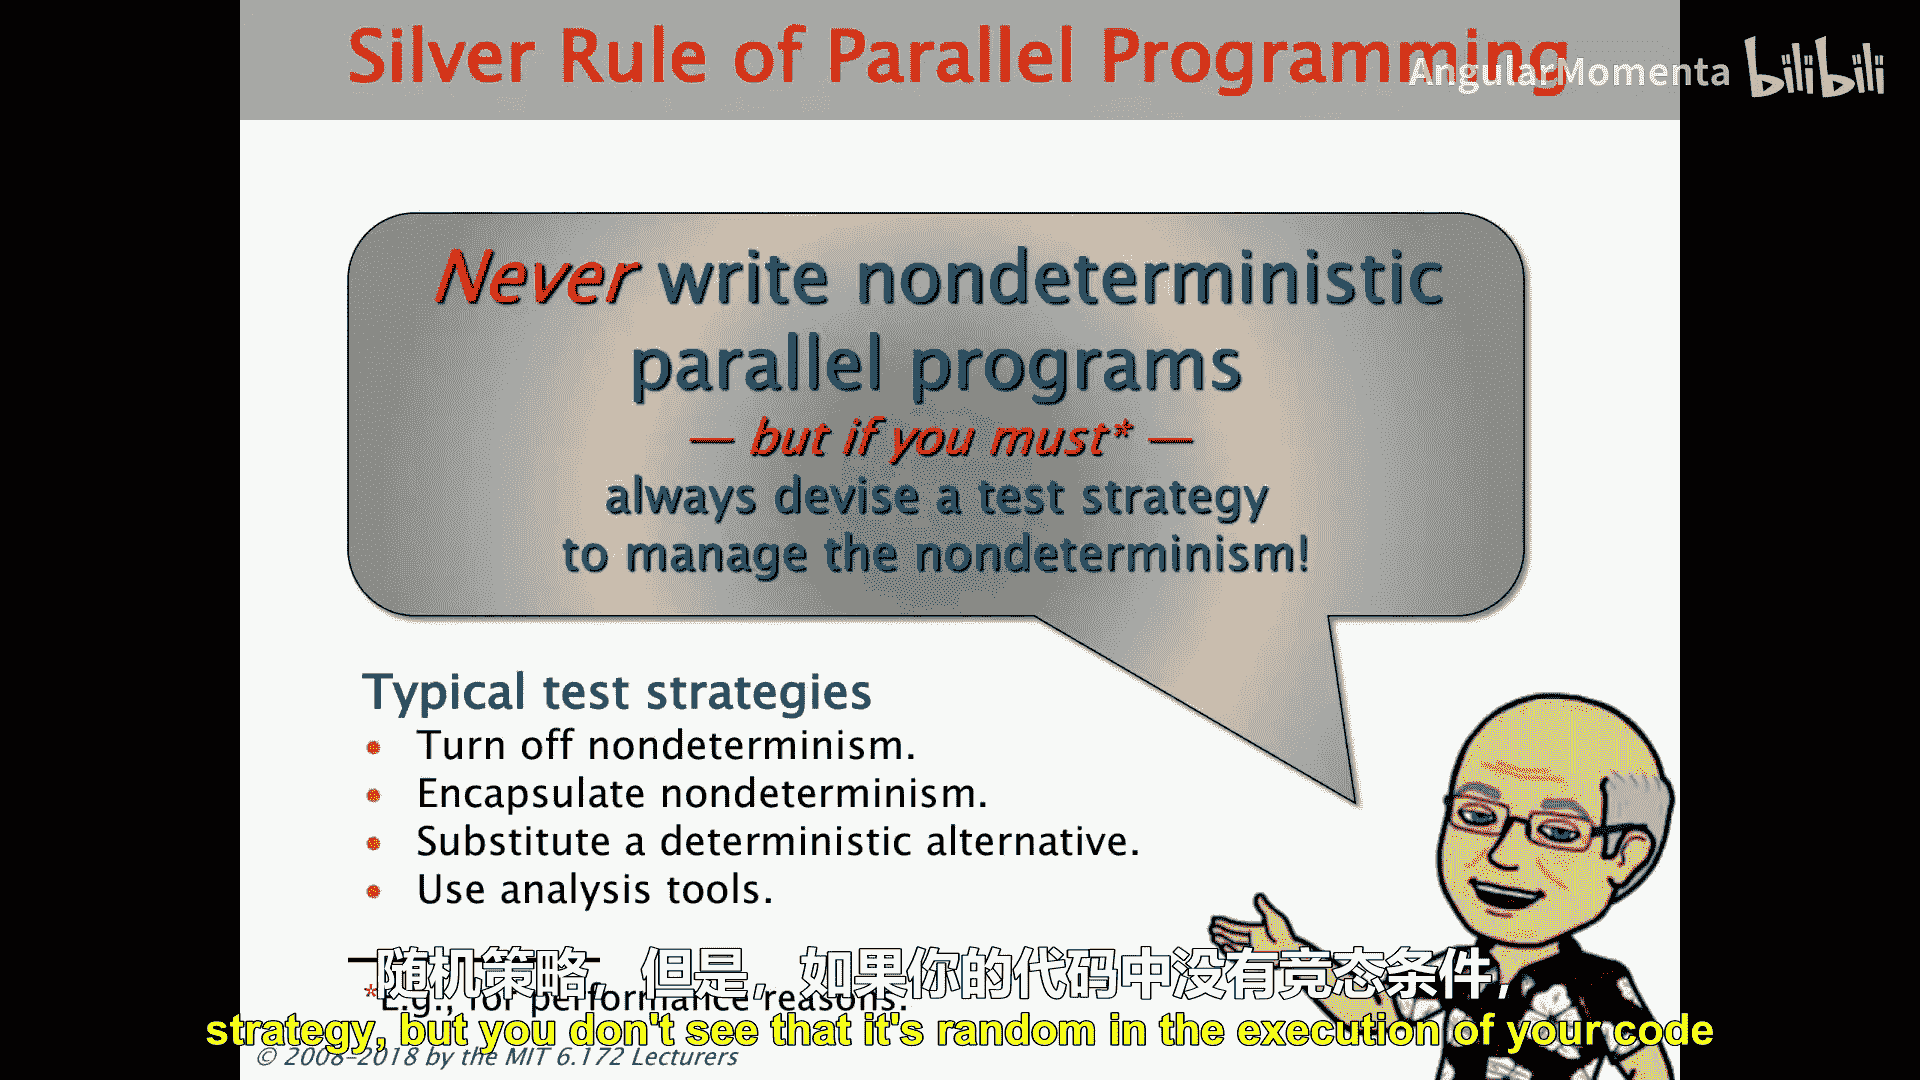 Silver Rule of Parallel Programming
AngularMomenta bilibili
Never write nondeterministic
parallel programs
— but if you must* —
always devise a test strategy
to manage the nondeterminism!
Typical test strategies
• Turn off nondeterminism.
• Encapsulate nondeterminism.
• Substitute a deterministic alternative.
• Use analysis tools.
随机策略，但是，如果你的代码中没有竞态条件，
*E.g., for performance reasons.
strategy, but you don't see that it's random in the execution of your code
© 2008-2018 by the MIT 6.172 Lecturers